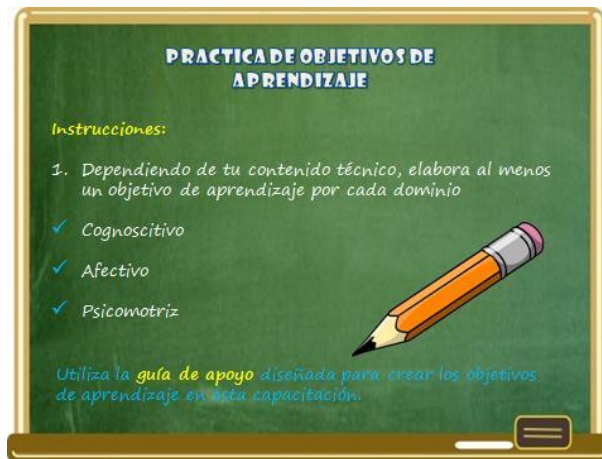 PRACTICA DE OBJETIVOS DE
APRENDIZAJE
Instrucciones:
1. Dependiendo de tu contenido técnico, elabora al menos
un objetivo de aprendizaje por cada dominio
✓ Cognoscitivo
✓ Afectivo
✓ Psicomotriz
Utiliza la guía de apoyo diseñada para crear los objetivos
de aprendizaje en esta capacitación.